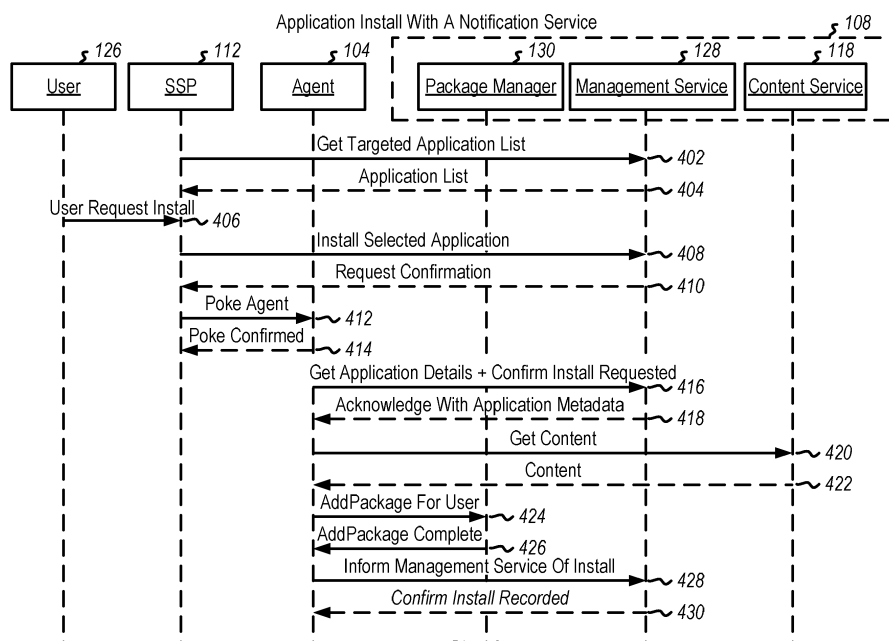 Application Install With A Notification Service
108
126
112
104
130
128
118
User
SSP
Agent
Package Manager
Management Service
Content Service
Get Targeted Application List
402
Application List
404
User Request Install
406
Install Selected Application
408
Request Confirmation
410
Poke Agent
412
Poke Confirmed
414
Get Application Details + Confirm Install Requested
416
Acknowledge With Application Metadata
418
Get Content
420
Content
422
AddPackage For User
424
AddPackage Complete
426
Inform Management Service Of Install
428
Confirm Install Recorded
430